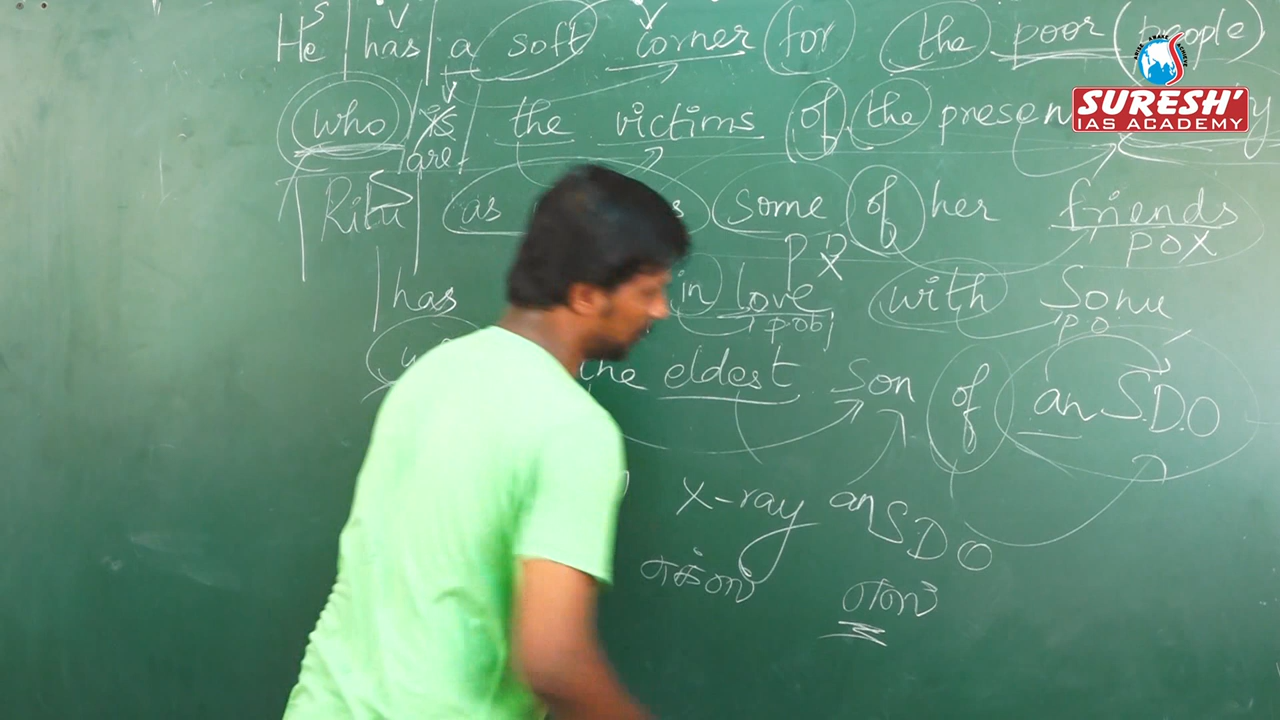 S V
He | has | a soft corner for the poor (people)
SURESH'
IAS ACADEMY
who | is | the victims of the presen y
are
| Ritu | as some of her friends
S
P P X POX
| has in love with Sonu
pobj PO
the eldest Son of an S.D.O
X-ray an SDO
எக்ஸ் எஸ்